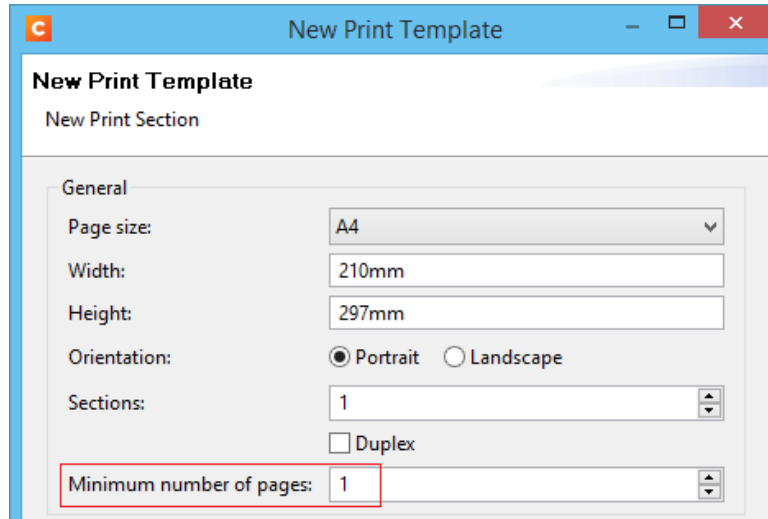 C New Print Template
New Print Template
New Print Section
General
Page size: A4
Width: 210mm
Height: 297mm
Orientation: Portrait Landscape
Sections: 1
Duplex
Minimum number of pages: 1